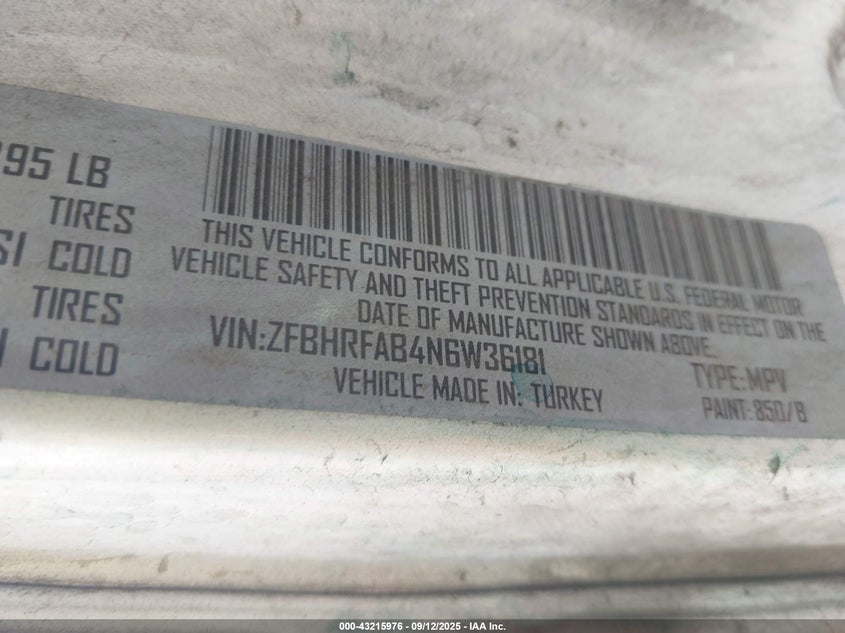 295 LB
TIRES
SI COLD
TIRES
COLD
THIS VEHICLE CONFORMS TO ALL APPLICABLE U.S. FEDERAL MOTOR
VEHICLE SAFETY AND THEFT PREVENTION STANDARDS IN EFFECT ON THE
DATE OF MANUFACTURE SHOWN ABOVE.
VIN:ZFBHRFAB4N6W36181
TYPE:MPV
VEHICLE MADE IN: TURKEY
PAINT:850/B
000-43215976 - 09/12/2025 - IAA Inc.